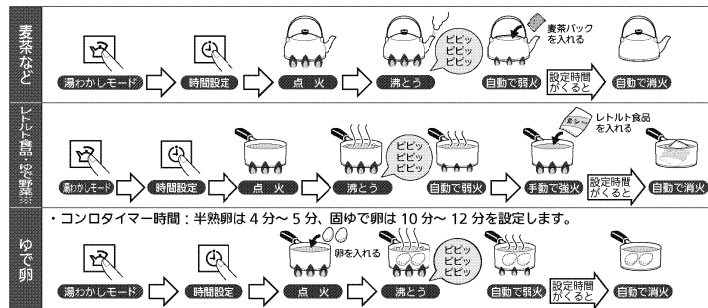 麦茶など
湯わかしモード
時間設定
点 火
沸とう
ピピッ
ピピッ
ピピッ
自動で弱火
麦茶パック
を入れる
設定時間
がくると
自動で消火
レトルト食品・ゆで野菜※
湯わかしモード
時間設定
点 火
沸とう
ピピッ
ピピッ
ピピッ
自動で弱火
カレー
レトルト食品
を入れる
手動で強火
設定時間
がくると
自動で消火
ゆで卵
・コンロタイマー時間：半熟卵は４分～５分、固ゆで卵は10分～12分を設定します。
湯わかしモード
時間設定
卵を入れる
点 火
沸とう
ピピッ
ピピッ
ピピッ
自動で弱火
設定時間
がくると
自動で消火